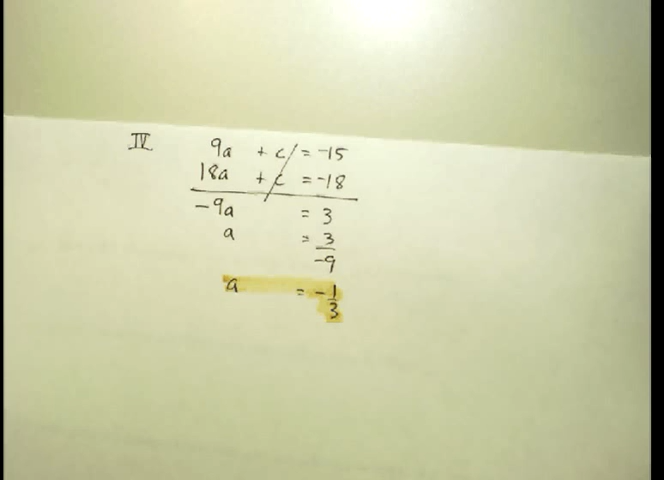 IV 9a + c = -15
18a + c = -18
-9a = 3
a = 3/-9
a = -1/3